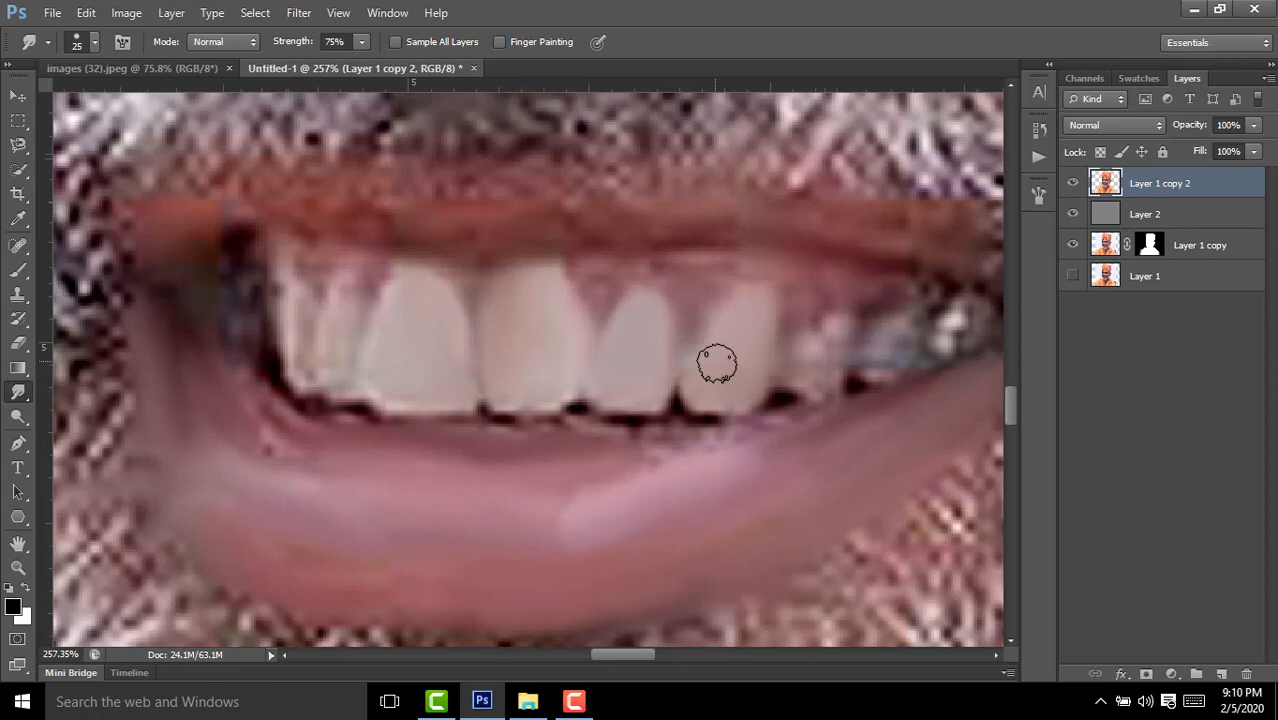 Ps File Edit Image Layer Type Select Filter View Window Help
25 Mode: Normal Strength: 75% Sample All Layers Finger Painting Essentials
images (32).jpeg @ 75.8% (RGB/8*) × Untitled-1 @ 257% (Layer 1 copy 2, RGB/8) * ×
Channels Swatches Layers
5
Kind
Normal Opacity: 100%
Lock: Fill: 100%
Layer 1 copy 2
Layer 2
Layer 1 copy
Layer 1
5
257.35% Doc: 24.1M/63.1M
Mini Bridge Timeline
Search the web and Windows
Ps
9:10 PM
2/5/2020